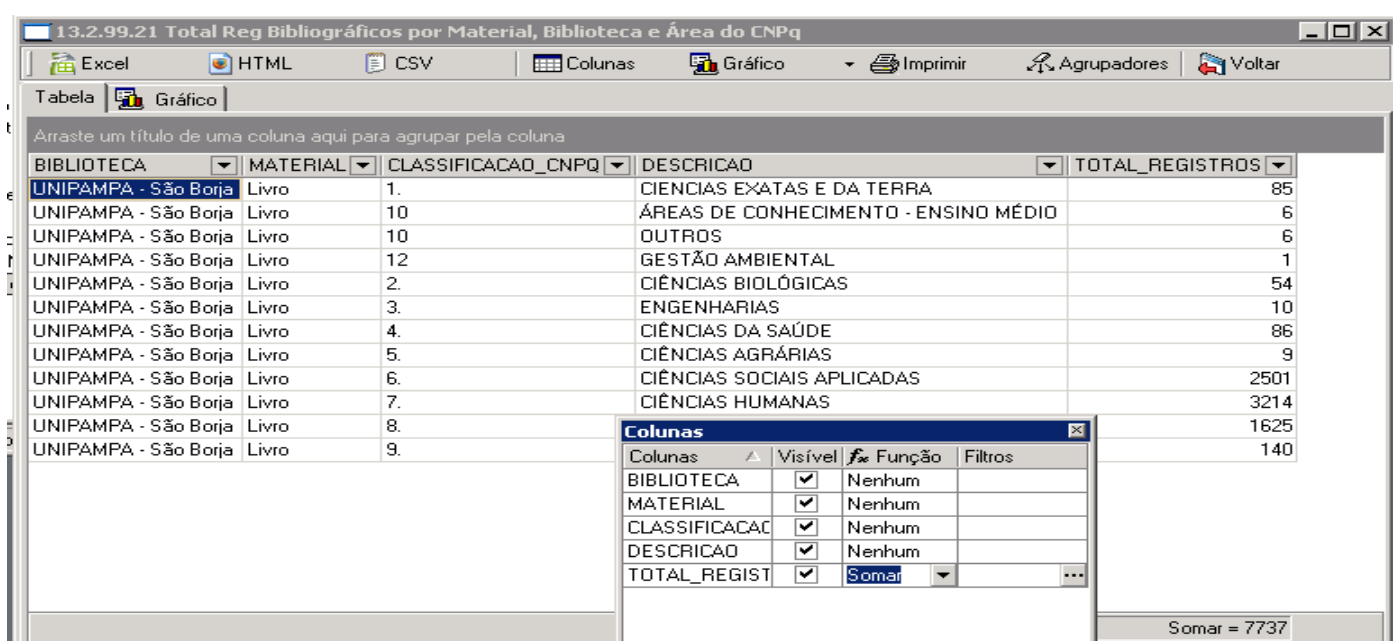 13.2.99.21 Total Reg Bibliográficos por Material, Biblioteca e Área do CNPq
Excel HTML CSV Colunas Gráfico Imprimir Agrupadores Voltar
Tabela Gráfico
Arraste um título de uma coluna aqui para agrupar pela coluna
BIBLIOTECA MATERIAL CLASSIFICACAO_CNPQ DESCRICAO TOTAL_REGISTROS
UNIPAMPA - São Borja Livro 1. CIENCIAS EXATAS E DA TERRA 85
UNIPAMPA - São Borja Livro 10 ÁREAS DE CONHECIMENTO - ENSINO MÉDIO 6
UNIPAMPA - São Borja Livro 10 OUTROS 6
UNIPAMPA - São Borja Livro 12 GESTÃO AMBIENTAL 1
UNIPAMPA - São Borja Livro 2. CIÊNCIAS BIOLÓGICAS 54
UNIPAMPA - São Borja Livro 3. ENGENHARIAS 10
UNIPAMPA - São Borja Livro 4. CIÊNCIAS DA SAÚDE 86
UNIPAMPA - São Borja Livro 5. CIÊNCIAS AGRÁRIAS 9
UNIPAMPA - São Borja Livro 6. CIÊNCIAS SOCIAIS APLICADAS 2501
UNIPAMPA - São Borja Livro 7. CIÊNCIAS HUMANAS 3214
UNIPAMPA - São Borja Livro 8. 1625
UNIPAMPA - São Borja Livro 9. 140
Colunas
Colunas Visível fx Função Filtros
BIBLIOTECA Nenhum
MATERIAL Nenhum
CLASSIFICACAC Nenhum
DESCRICAO Nenhum
TOTAL_REGIST Somar ...
Somar = 7737